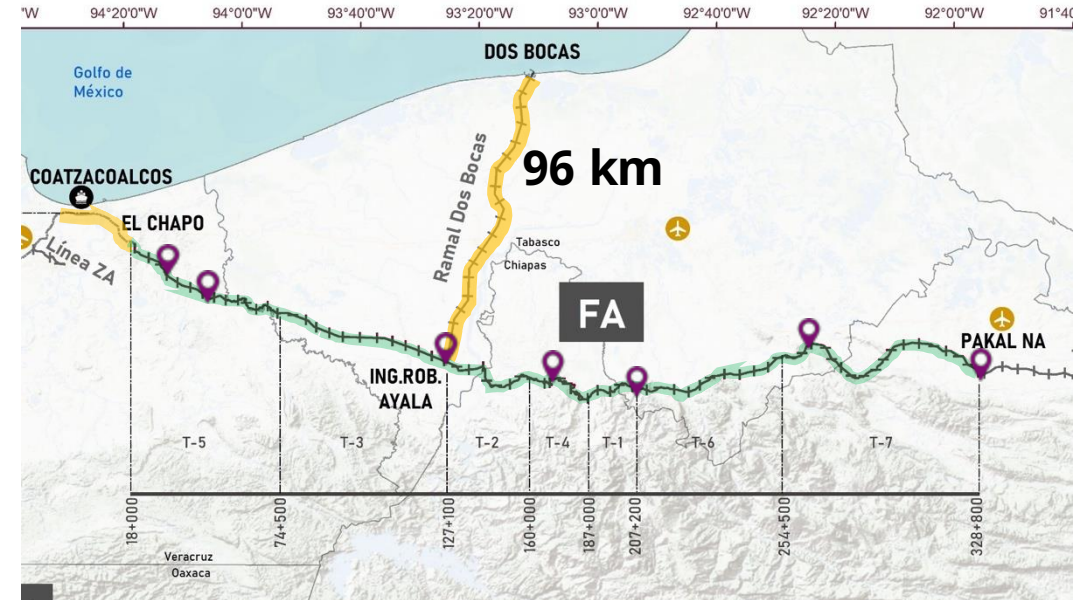 °W
94°20'0"W
94°0'0"W
93°40'0"W
93°20'0"W
93°0'0"W
92°40'0"W
92°20'0"W
92°0'0"W
91°40'
DOS BOCAS
Golfo de
México
96 km
COATZACOALCOS
Ramal Dos Bocas
EL CHAPO
Línea ZA
Tabasco
Chiapas
FA
PAKAL NA
ING.ROB.
AYALA
T-5
T-3
T-2
T-4
T-1
T-6
T-7
18+000
74+500
127+100
160+000
187+000
207+200
254+500
328+800
Veracruz
Oaxaca